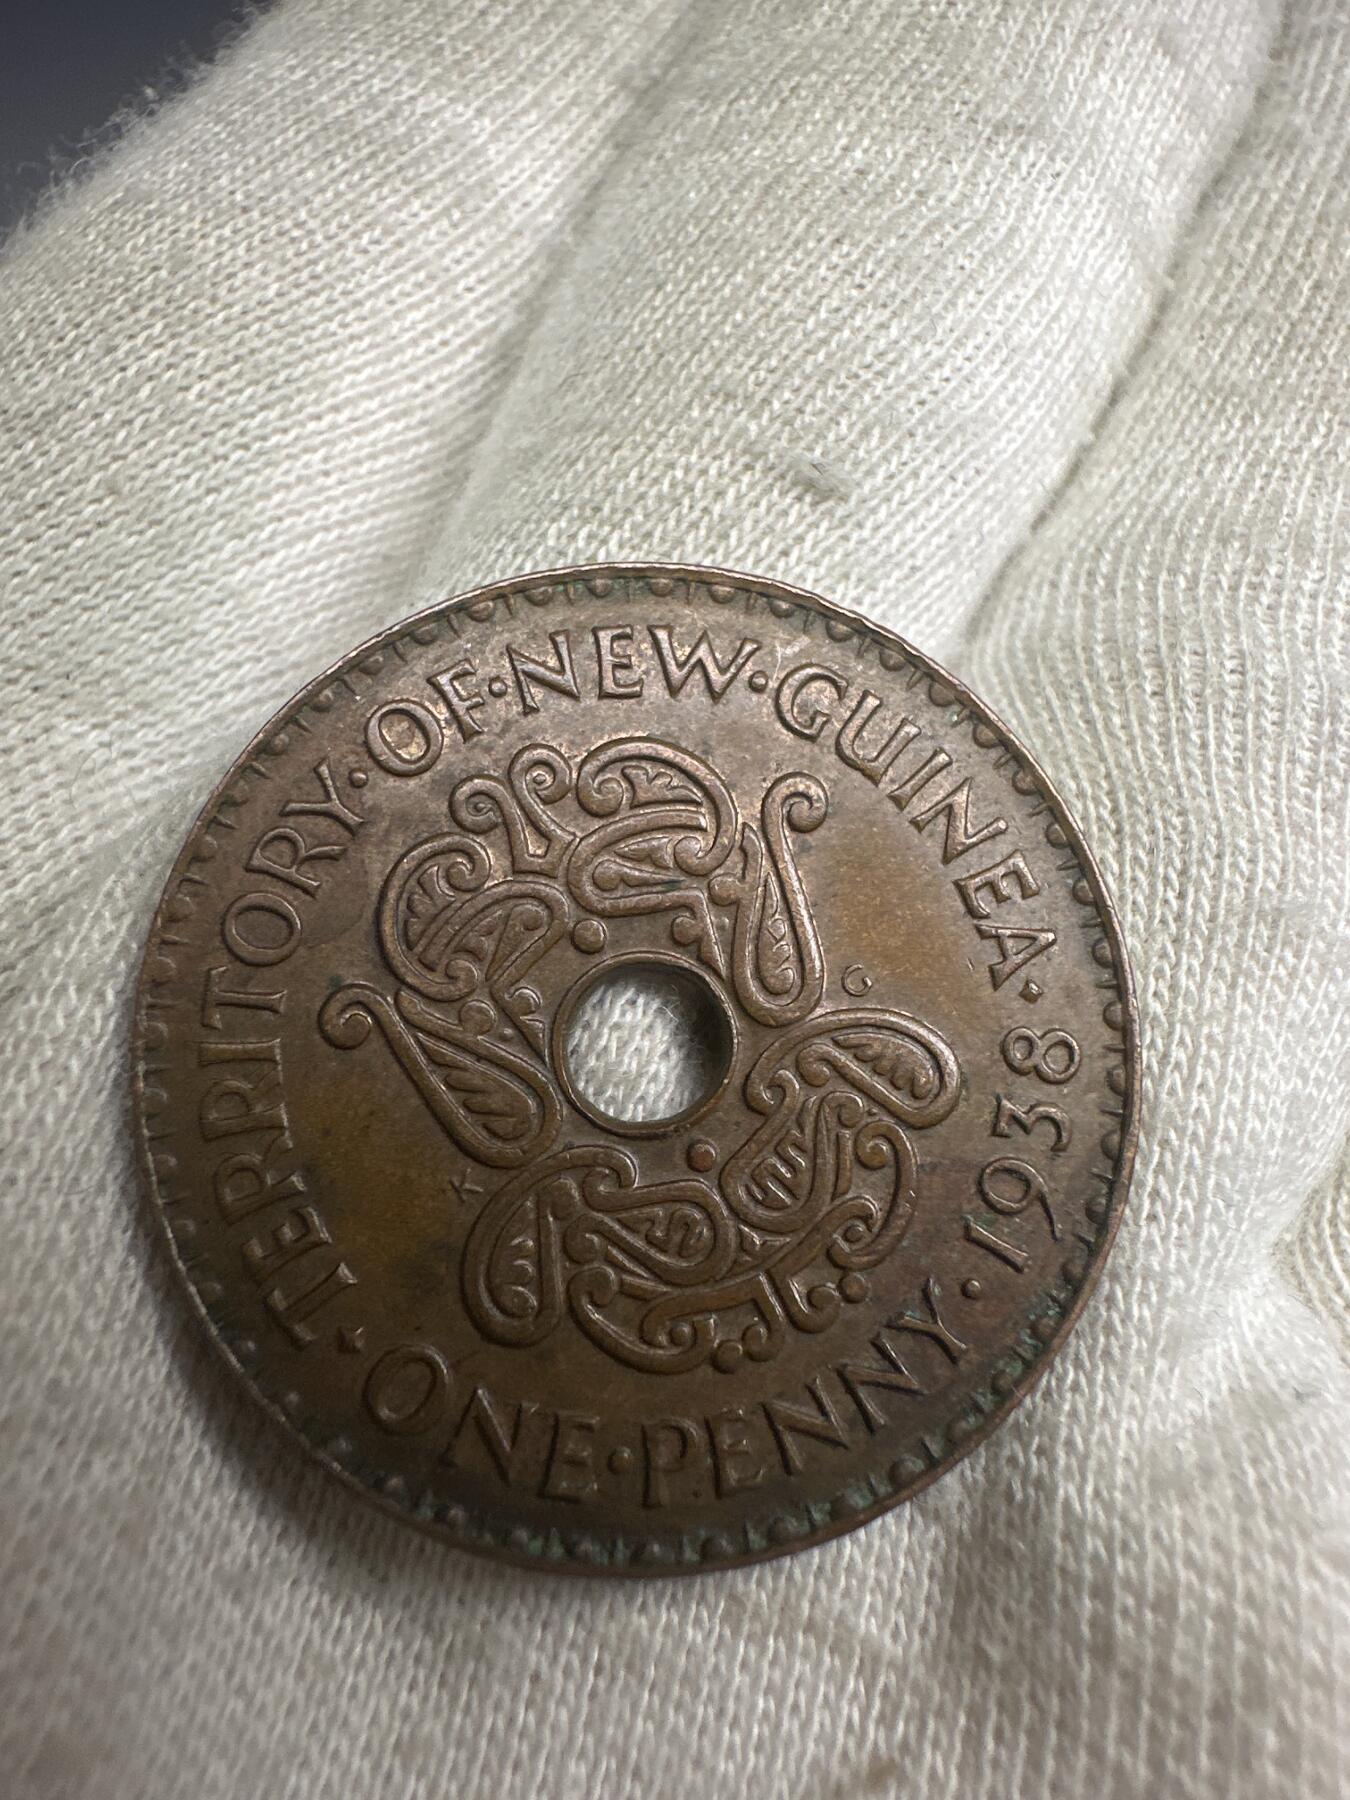 TERRITORY·OF·NEW·GUINEA·1938·
ONE·PENNY
K
G